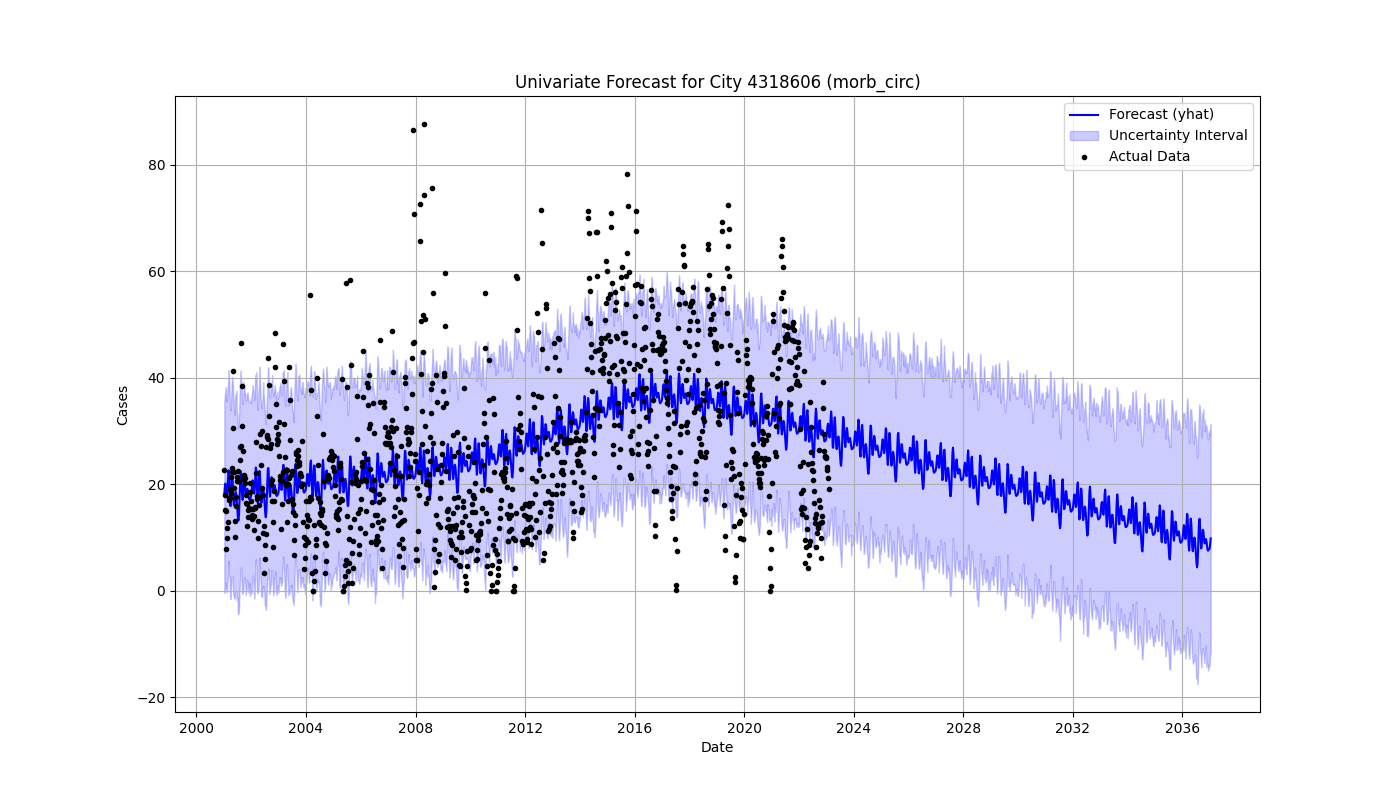 Univariate Forecast for City 4318606 (morb_circ)
Forecast (yhat)
Uncertainty Interval
Actual Data
Cases
80
60
40
20
0
−20
2000 2004 2008 2012 2016 2020 2024 2028 2032 2036
Date